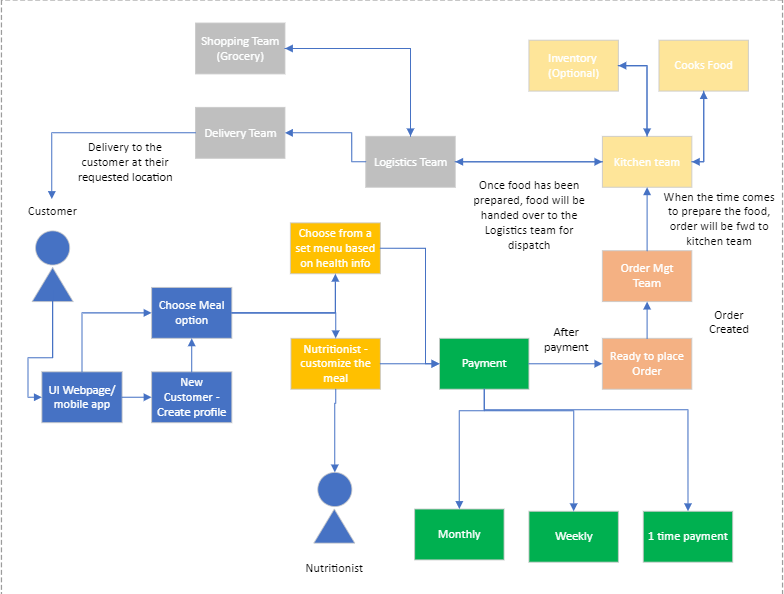 Shopping Team
(Grocery)
Inventory
(Optional)
Cooks Food
Delivery Team
Delivery to the
customer at their
requested location
Logistics Team
Kitchen team
Once food has been
prepared, food will be
handed over to the
Logistics team for
dispatch
When the time comes
to prepare the food,
order will be fwd to
kitchen team
Customer
Choose from a
set menu based
on health info
Order Mgt
Team
Choose Meal
option
Order
Created
After
payment
Nutritionist -
customize the
meal
Payment
Ready to place
Order
UI Webpage/
mobile app
New
Customer -
Create profile
Monthly
Weekly
1 time payment
Nutritionist